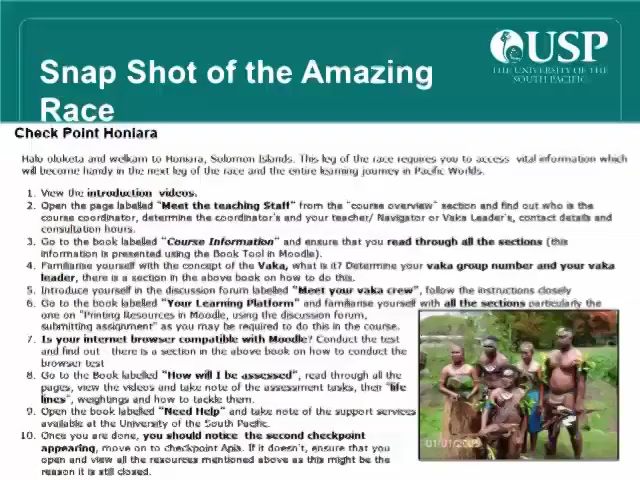 USP
THE UNIVERSITY OF THE
SOUTH PACIFIC
Snap Shot of the Amazing
Race
Check Point Honiara
Halo oloketa and welkam to Honiara, Solomon Islands. This leg of the race requires you to access vital information which
will become handy in the next leg of the race and the entire learning journey in Pacific Worlds.
1. View the introduction videos.
2. Open the page labelled "Meet the teaching Staff" from the "course overview" section and find out who is the
course coordinator, determine the coordinator's and your teacher/ Navigator or Vaka Leader's, contact details and
consultation hours.
3. Go to the book labelled "Course Information" and ensure that you read through all the sections (this
information is presented using the Book Tool in Moodle).
4. Familiarise yourself with the concept of the Vaka, what is it? Determine your vaka group number and your vaka
leader, there is a section in the above book on how to do this.
5. Introduce yourself in the discussion forum labelled "Meet your vaka crew", follow the instructions closely
6. Go to the book labelled "Your Learning Platform" and familiarise yourself with all the sections particularly the
one on "Printing Resources in Moodle, using the discussion forum,
submitting assignment" as you may be required to do this in the course.
7. Is your internet browser compatible with Moodle? Conduct the test
and find out there is a section in the above book on how to conduct the
browser test
8. Go to the Book labelled "How will I be assessed", read through all the
pages, view the videos and take note of the assessment tasks, their "life
lines", weightings and how to tackle them.
9. Open the book labelled "Need Help" and take note of the support services
available at the University of the South Pacific.
10. Once you are done, you should notice the second checkpoint
appearing, move on to checkpoint Apia. If it doesn't, ensure that you
open and view all the resources mentioned above as this might be the
reason it is still closed.